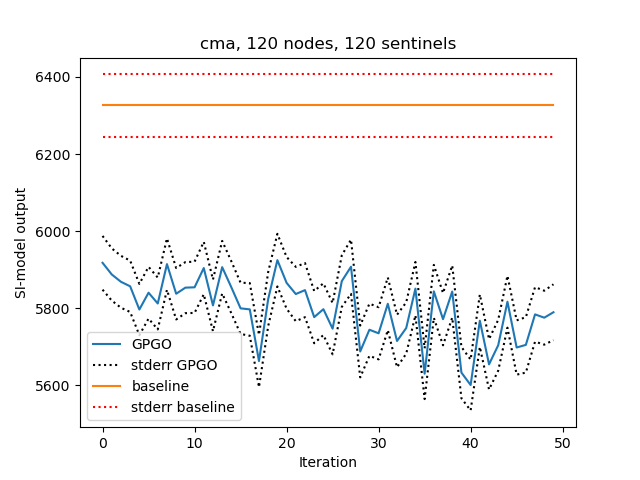 cma, 120 nodes, 120 sentinels
SI-model output
6400
6200
6000
5800
5600
GPGO
stderr GPGO
baseline
stderr baseline
0
10
20
30
40
50
Iteration